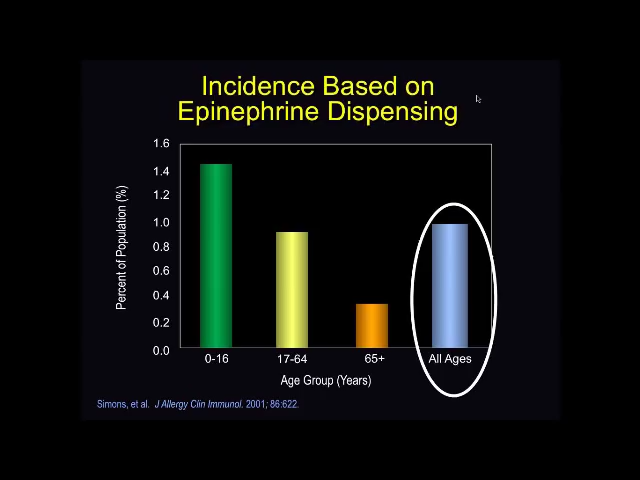 Incidence Based on
Epinephrine Dispensing
Percent of Population (%)
1.6
1.4
1.2
1.0
0.8
0.6
0.4
0.2
0.0
0-16 17-64 65+ All Ages
Age Group (Years)
Simons, et al. J Allergy Clin Immunol. 2001; 86:622.